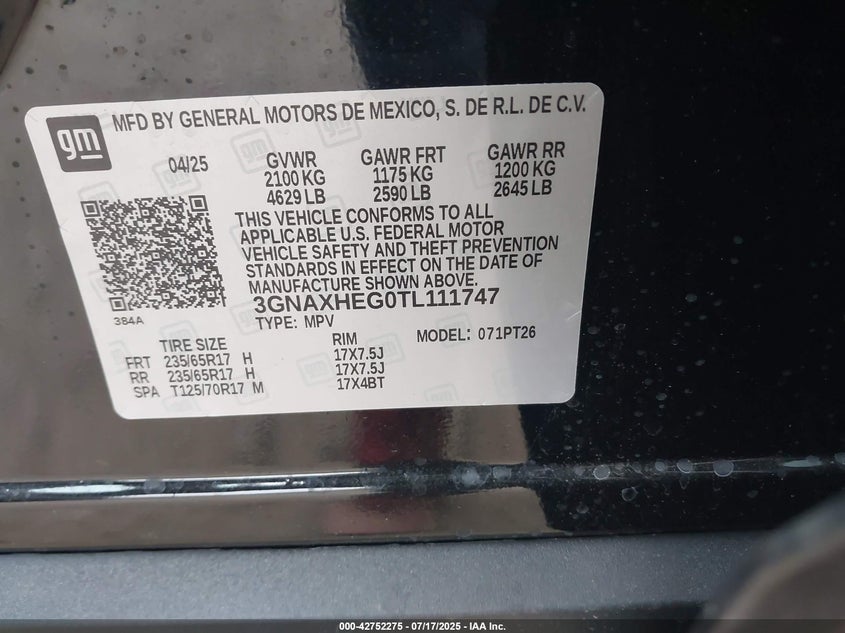 gm
MFD BY GENERAL MOTORS DE MEXICO, S. DE R.L. DE C.V.
04/25 GVWR GAWR FRT GAWR RR
2100 KG 1175 KG 1200 KG
4629 LB 2590 LB 2645 LB
THIS VEHICLE CONFORMS TO ALL
APPLICABLE U.S. FEDERAL MOTOR
VEHICLE SAFETY AND THEFT PREVENTION
STANDARDS IN EFFECT ON THE DATE OF
MANUFACTURE SHOWN ABOVE.
3GNAXHEG0TL111747
384A
TYPE: MPV MODEL: 071PT26
TIRE SIZE RIM
FRT 235/65R17 H 17X7.5J
RR 235/65R17 H 17X7.5J
SPA T125/70R17 M 17X4BT
000-42752275 - 07/17/2025 - IAA Inc.